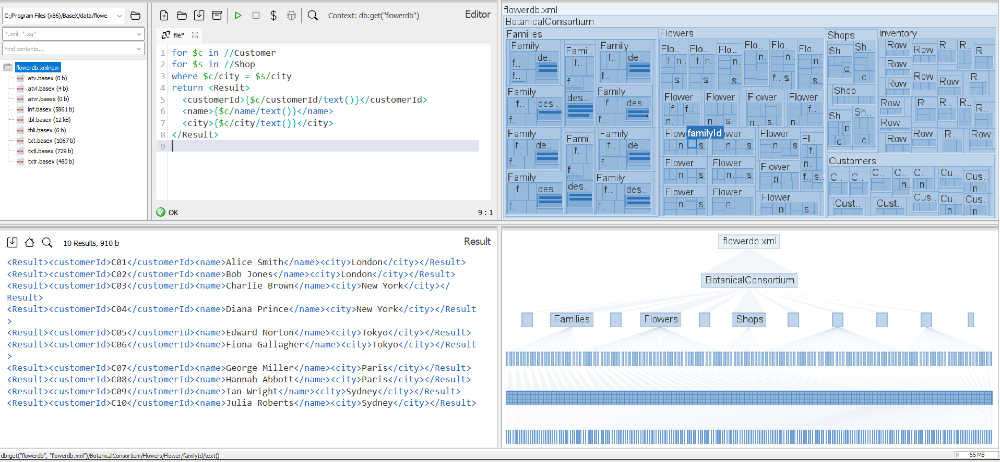 C:/Program Files (x86)/BaseX/data/flowe
*.xml, *.xq*
Find contents...
flowerdb.xmlnew
atv.basex (0 b)
atvl.basex (4 b)
atvr.basex (0 b)
inf.basex (5861 b)
tbl.basex (12 kB)
tbli.basex (6 b)
txt.basex (1067 b)
txtl.basex (729 b)
txtr.basex (480 b)
Context: db:get("flowerdb")
Editor
file*
1 for $c in //Customer
2 for $s in //Shop
3 where $c/city = $s/city
4 return <Result>
5 <customerId>{$c/customerId/text()}</customerId>
6 <name>{$c/name/text()}</name>
7 <city>{$c/city/text()}</city>
8 </Result>
9
OK
9 : 1
flowerdb.xml
BotanicalConsortium
Families
Family
f..
de..
f..
Fami..
f..
f..
des..
Family
f..
de..
f..
Family
f..
des..
f..
Family
f..
des..
f..
Family
f..
de..
f..
Fami..
f..
f..
des..
Family
f..
de..
f..
Family
f..
des..
f..
Family
f..
des..
f..
Flowers
Flo..
f. n..
s
Flo..
f. n.
s
Flo..
n.
s..
Flo..
n..
Flo..
n
f.. s
Flo..
n..
s
Flower
f. f..
n..
Flower
n.
n.. s
Flower
n.. s..
Flower
f..
n
Flower
familyId
n. s
Flower
n.. s
Flower
n
Fl..
f..
n..
f.. s..
Flower
n. s
Flower
n. s
Flower
n
Flower
n s
Flower
n
Flower
n s..
Shops
Sh..
c
Sh..
c
Shop
Sh..
n
c
Sh..
c
Inventory
Row
Row
R..
R..
Row
Row
Row
Row
R..
Row
R..
R..
R..
Row
Row
Row
R..
Row
Customers
C..
C..
C..
C..
n..
C..
n
Cu..
Cus..
n
Cust..
Cust..
Cus..
Cu..
n
Cus..
n
10 Results, 910 b
Result
<Result><customerId>C01</customerId><name>Alice Smith</name><city>London</city></Result>
<Result><customerId>C02</customerId><name>Bob Jones</name><city>London</city></Result>
<Result><customerId>C03</customerId><name>Charlie Brown</name><city>New York</city></
Result>
<Result><customerId>C04</customerId><name>Diana Prince</name><city>New York</city></Result
>
<Result><customerId>C05</customerId><name>Edward Norton</name><city>Tokyo</city></Result>
<Result><customerId>C06</customerId><name>Fiona Gallagher</name><city>Tokyo</city></Result
>
<Result><customerId>C07</customerId><name>George Miller</name><city>Paris</city></Result>
<Result><customerId>C08</customerId><name>Hannah Abbott</name><city>Paris</city></Result>
<Result><customerId>C09</customerId><name>Ian Wright</name><city>Sydney</city></Result>
<Result><customerId>C10</customerId><name>Julia Roberts</name><city>Sydney</city></Result>
flowerdb.xml
BotanicalConsortium
Families
Flowers
Shops
db:get("flowerdb", "flowerdb.xml")/BotanicalConsortium/Flowers/Flower/familyId/text()
55 MB